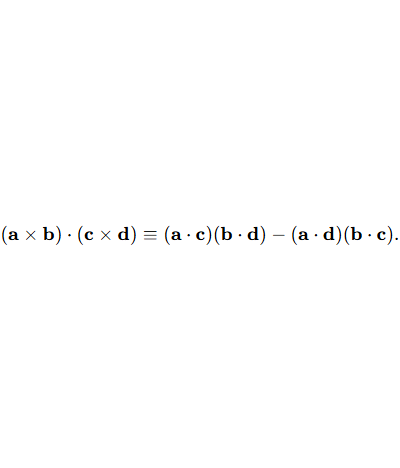 (a × b) · (c × d) ≡ (a · c)(b · d) − (a · d)(b · c).